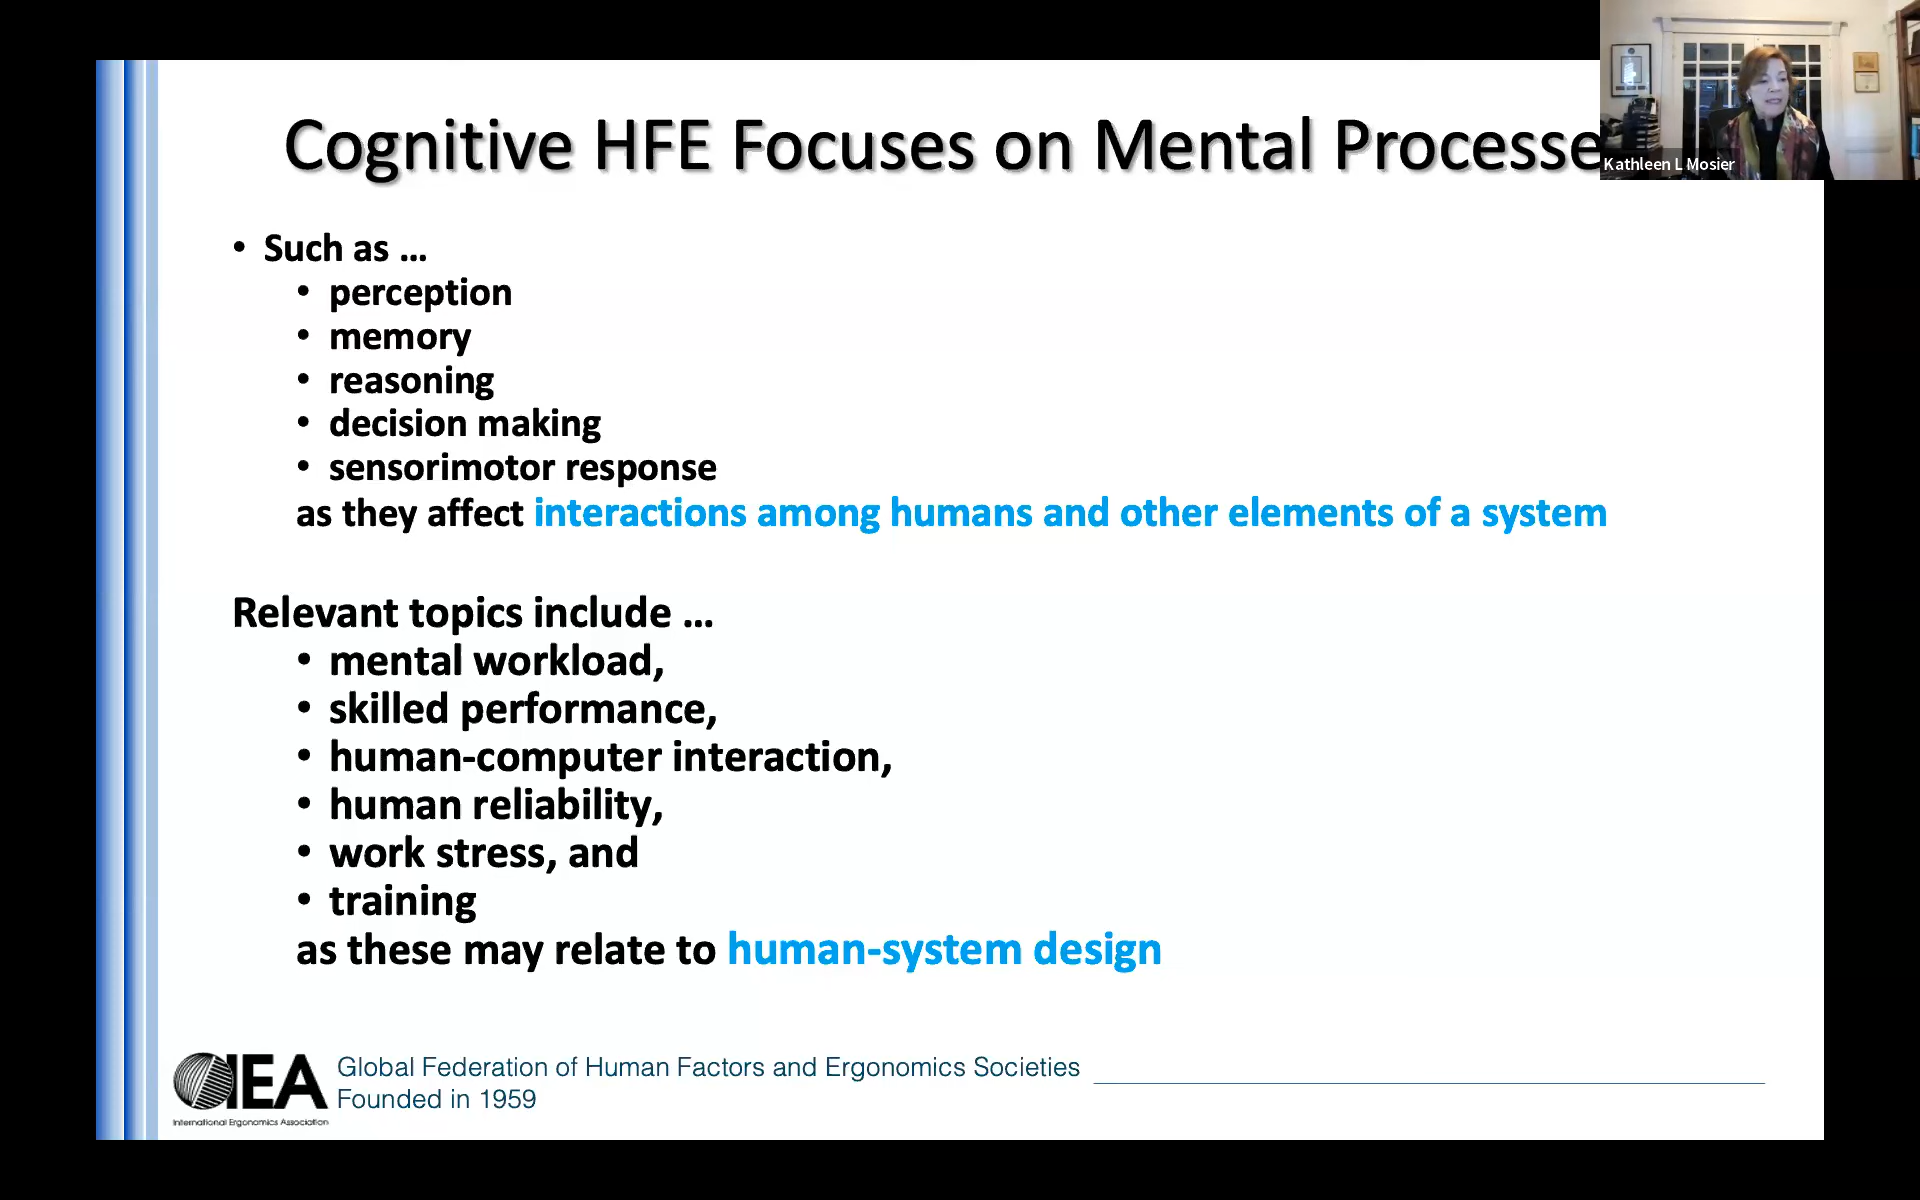 Cognitive HFE Focuses on Mental Processe
Kathleen L Mosier
• Such as ...
• perception
• memory
• reasoning
• decision making
• sensorimotor response
as they affect interactions among humans and other elements of a system
Relevant topics include ...
• mental workload,
• skilled performance,
• human-computer interaction,
• human reliability,
• work stress, and
• training
as these may relate to human-system design
IEA
International Ergonomics Association
Global Federation of Human Factors and Ergonomics Societies
Founded in 1959